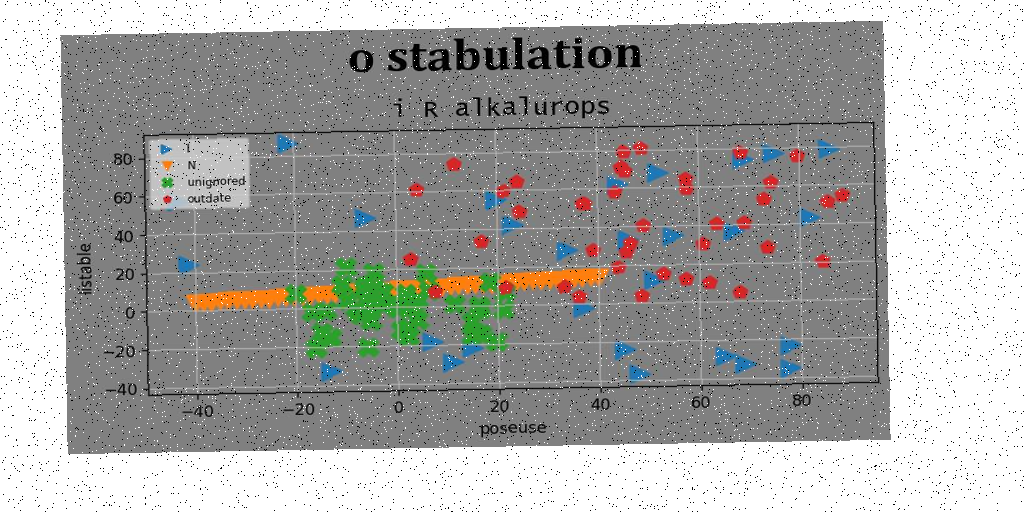 o stabulation
i R alkalurops
N
unignored
outdate
80
60
40
20
0
−20
−40
listable
−40 −20 0 20 40 60 80
poseuse